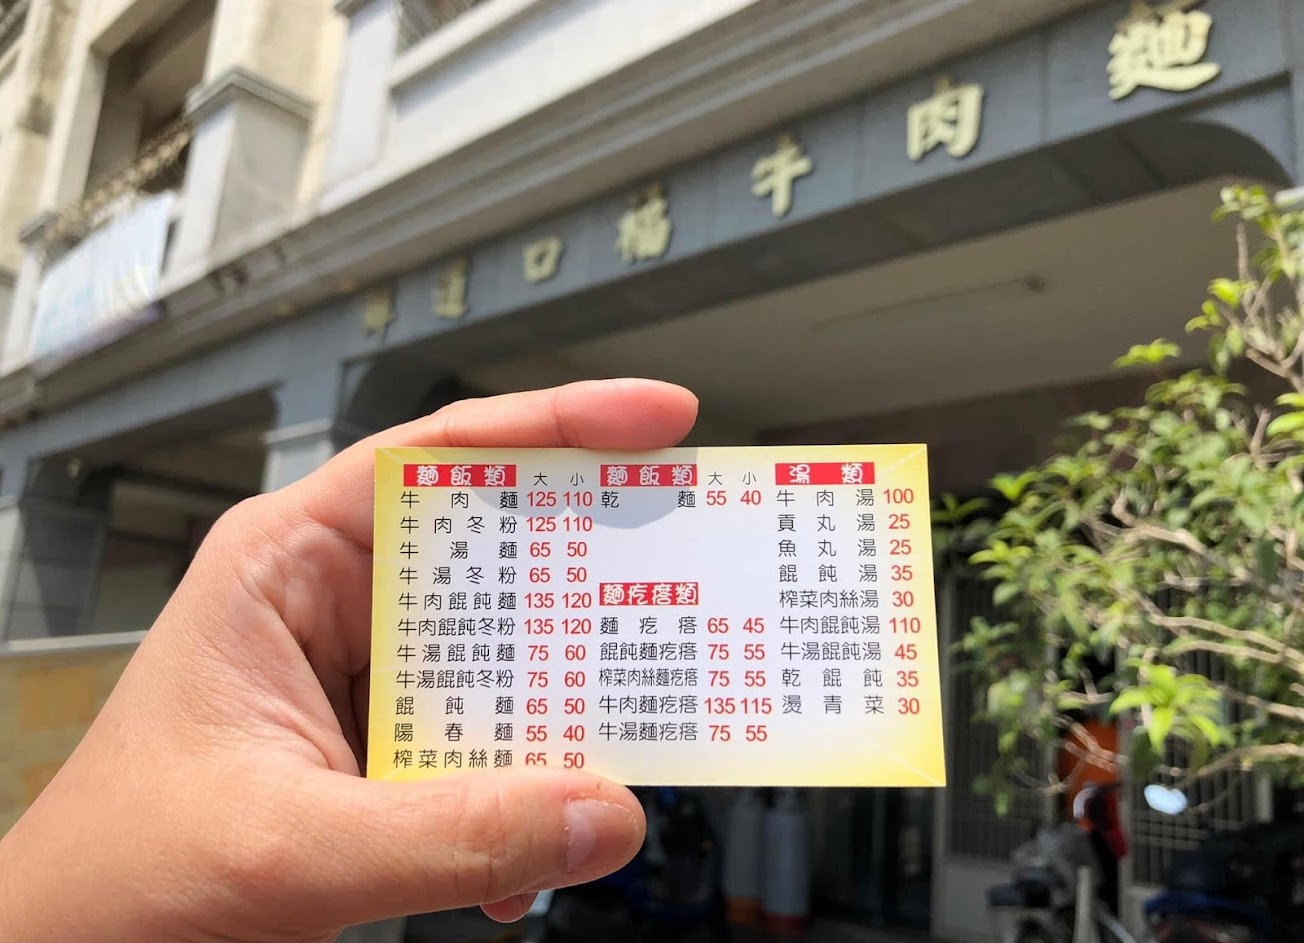 道口福牛肉麵
麵飯類 大 小
牛肉麵 125 110
牛肉冬粉 125 110
牛湯麵 65 50
牛湯冬粉 65 50
牛肉餛飩麵 135 120
牛肉餛飩冬粉 135 120
牛湯餛飩麵 75 60
牛湯餛飩冬粉 75 60
餛飩麵 65 50
陽春麵 55 40
榨菜肉絲麵 65 50
麵飯類 大 小
乾麵 55 40
麵疙瘩類
麵疙瘩 65 45
餛飩麵疙瘩 75 55
榨菜肉絲麵疙瘩 75 55
牛肉麵疙瘩 135 115
牛湯麵疙瘩 75 55
湯類
牛肉湯 100
貢丸湯 25
魚丸湯 25
餛飩湯 35
榨菜肉絲湯 30
牛肉餛飩湯 110
牛湯餛飩湯 45
乾餛飩 35
燙青菜 30